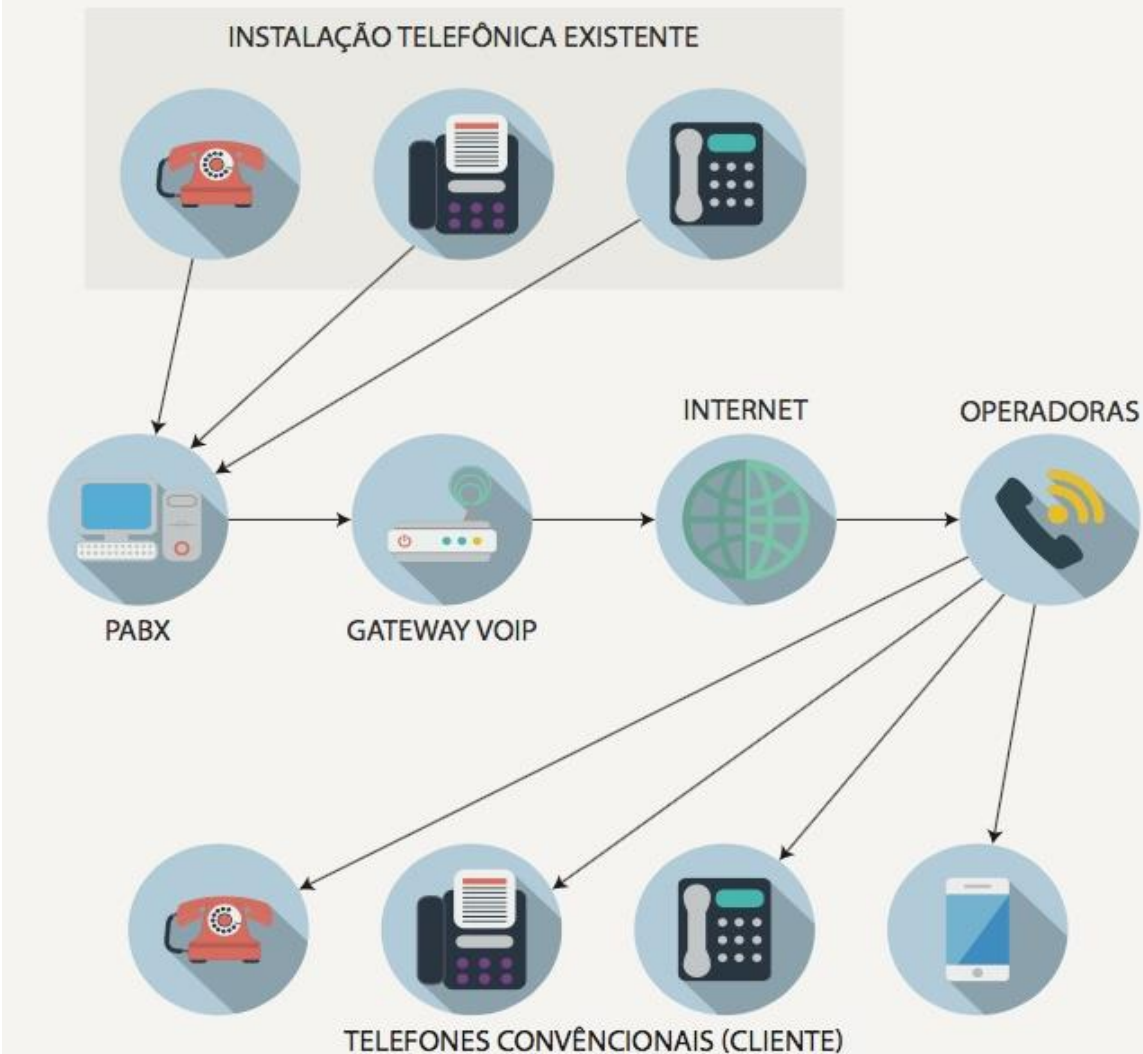 INSTALAÇÃO TELEFÔNICA EXISTENTE
INTERNET
OPERADORAS
PABX
GATEWAY VOIP
TELEFONES CONVÊNCIONAIS (CLIENTE)